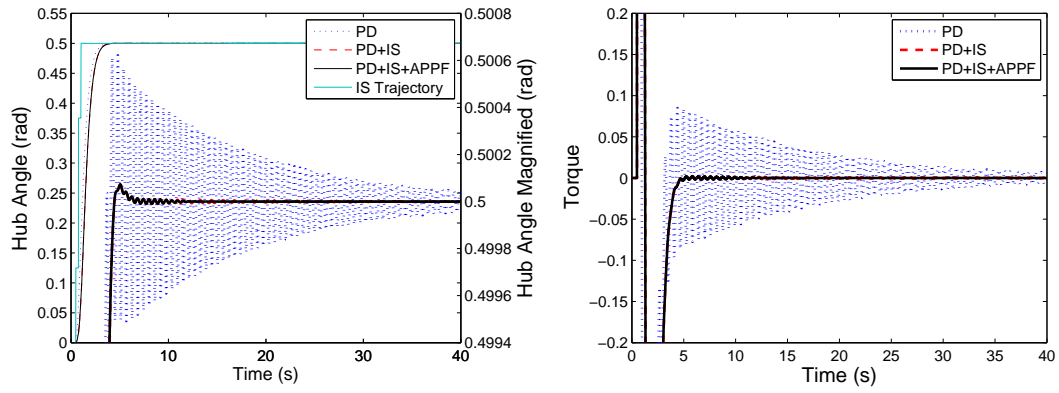 0.55
0.5
0.45
0.4
0.35
0.3
0.25
0.2
0.15
0.1
0.05
0
Hub Angle (rad)
0 10 20 30 40
Time (s)
0.5008
0.5006
0.5004
0.5002
0.5
0.4998
0.4996
0.4994
Hub Angle Magnified (rad)
PD
PD+IS
PD+IS+APPF
IS Trajectory
0.2
0.15
0.1
0.05
0
−0.05
−0.1
−0.15
−0.2
Torque
0 5 10 15 20 25 30 35 40
Time (s)
PD
PD+IS
PD+IS+APPF